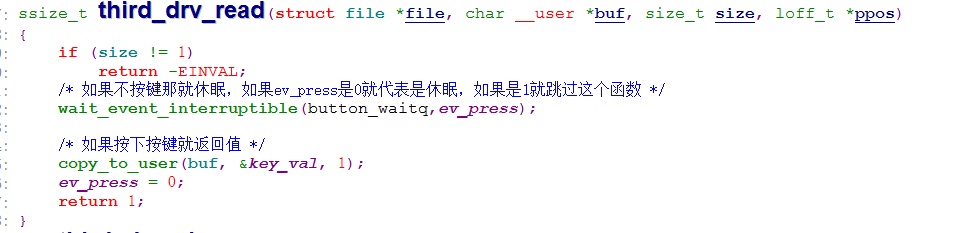 ssize_t third_drv_read(struct file *file, char __user *buf, size_t size, loff_t *ppos)
{
if (size != 1)
return -EINVAL;
/* 如果不按键那就休眠，如果ev_press是0就代表是休眠，如果是1就跳过这个函数 */
wait_event_interruptible(button_waitq,ev_press);
/* 如果按下按键就返回值 */
copy_to_user(buf, &key_val, 1);
ev_press = 0;
return 1;
}